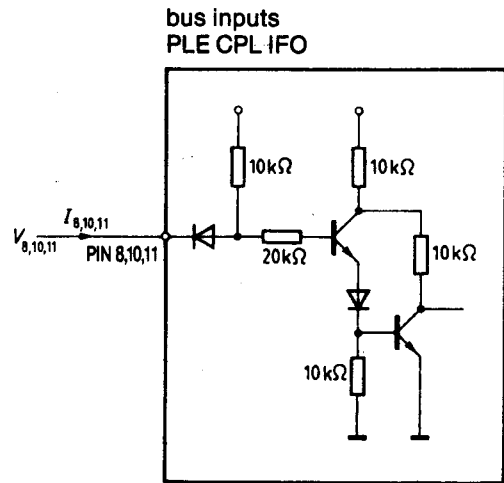 bus inputs
PLE CPL IFO
10kΩ
10kΩ
I8,10,11
V8,10,11
PIN 8,10,11
20kΩ
10kΩ
10kΩ